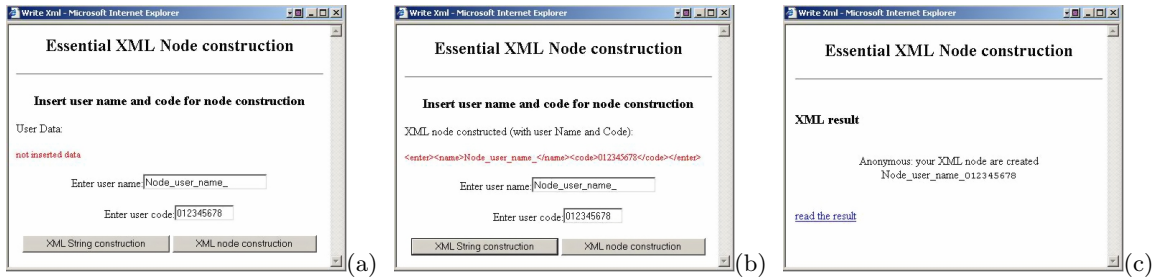 Write Xml - Microsoft Internet Explorer
Essential XML Node construction
Insert user name and code for node construction
User Data:
not inserted data
Enter user name: Node_user_name_
Enter user code: 012345678
XML String construction XML node construction
(a)
Write Xml - Microsoft Internet Explorer
Essential XML Node construction
Insert user name and code for node construction
XML node constructed (with user Name and Code):
<enter><name>Node_user_name_</name><code>012345678</code></enter>
Enter user name: Node_user_name_
Enter user code: 012345678
XML String construction XML node construction
(b)
Write Xml - Microsoft Internet Explorer
Essential XML Node construction
XML result
Anonymous: your XML node are created
Node_user_name_012345678
read the result
(c)